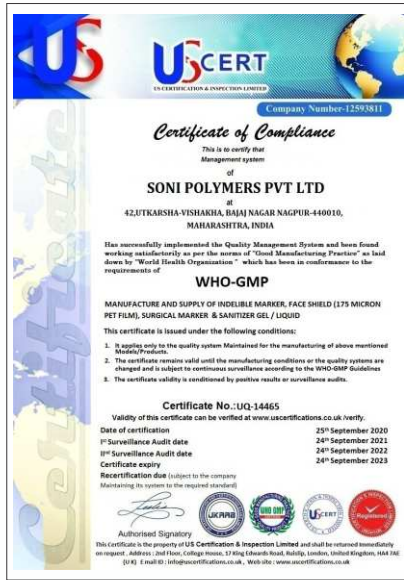 US
US CERT
US CERTIFICATION & INSPECTION LIMITED
Company Number-12593811
Certificate of Compliance
This is to certify that
Management system
of
SONI POLYMERS PVT LTD
at
42,UTKARSHA-VISHAKHA, BAJAJ NAGAR NAGPUR-440010,
MAHARASHTRA, INDIA
Has successfully implemented the Quality Management System and been found
working satisfactorily as per the norms of "Good Manufacturing Practice" as laid
down by "World Health Organization " which has been in conformance to the
requirements of
WHO-GMP
MANUFACTURE AND SUPPLY OF INDELIBLE MARKER, FACE SHIELD (175 MICRON
PET FILM), SURGICAL MARKER & SANITIZER GEL / LIQUID
This certificate is issued under the following conditions:
1. It applies only to the quality System Maintained for the manufacturing of above mentioned
Models/Products.
2. The certificate remains valid until the manufacturing conditions or the quality systems are
changed and is subject to continuous surveillance according to the WHO-GMP Guidelines
3. The certificate validity is conditioned by positive results or surveillance audits.
Certificate No.:UQ-14465
Validity of this certificate can be verified at www.uscertifications.co.uk /verify.
Date of certification 25th September 2020
Ist Surveillance Audit date 24th September 2021
IInd Surveillance Audit date 24th September 2022
Certificate expiry 24th September 2023
Recertification due (subject to the company
Maintaining its system to the required standard)
Authorised Signatory
UKAAB
WHO GMP
US CERT
Registered
This Certificate is the property of US Certification & Inspection Limited and shall be returned Immediately
on request . Address : 2nd Floor, College House, 17 King Edwards Road, Ruislip, London, United Kingdom, HA4 7AE
(U K) Email ID : info@uscertifications.co.uk , Web site : www.uscertifications.co.uk
Certificate